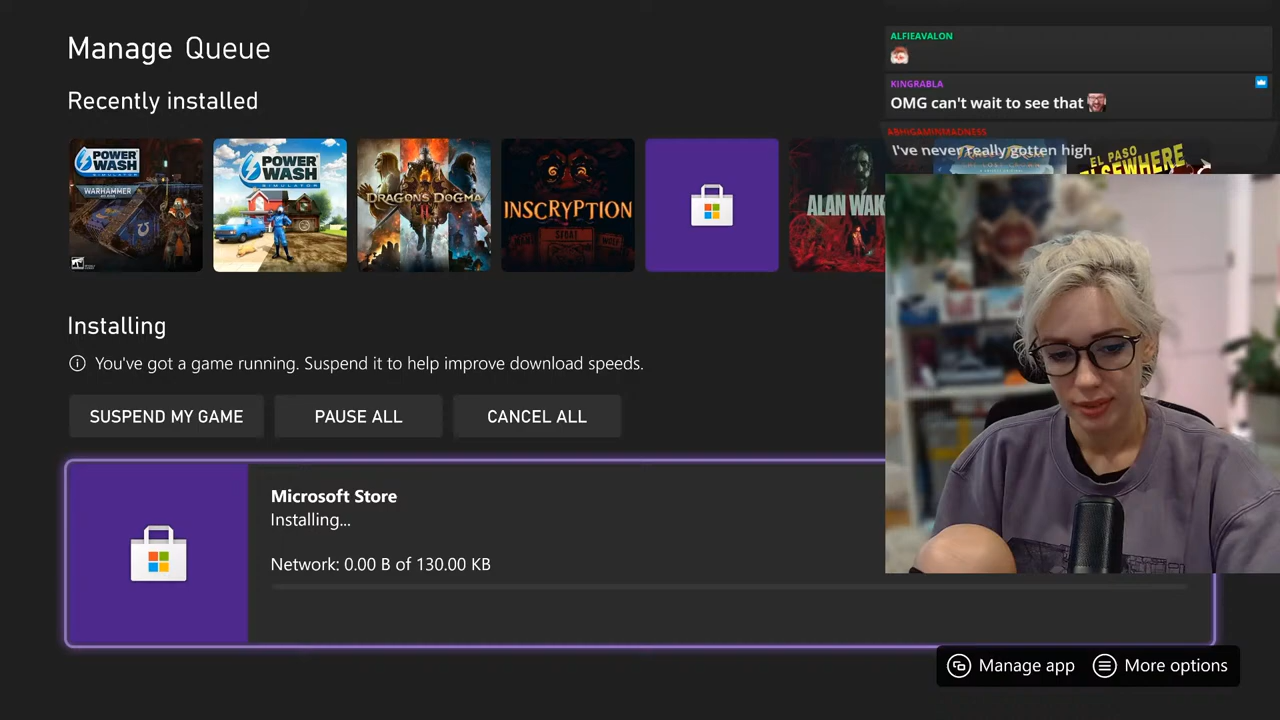 Manage Queue
Recently installed
POWER
WASH
SIMULATOR
WARHAMMER
POWER
WASH
SIMULATOR
DRAGON'S DOGMA
INSCRYPTION
ALAN WAK
EL PASO
ELSEWHERE
Installing
You've got a game running. Suspend it to help improve download speeds.
SUSPEND MY GAME
PAUSE ALL
CANCEL ALL
Microsoft Store
Installing...
Network: 0.00 B of 130.00 KB
Manage app
More options
ALFIEAVALON
KINGRABLA
OMG can't wait to see that
ABHIGAMINMADNESS
I've never really gotten high